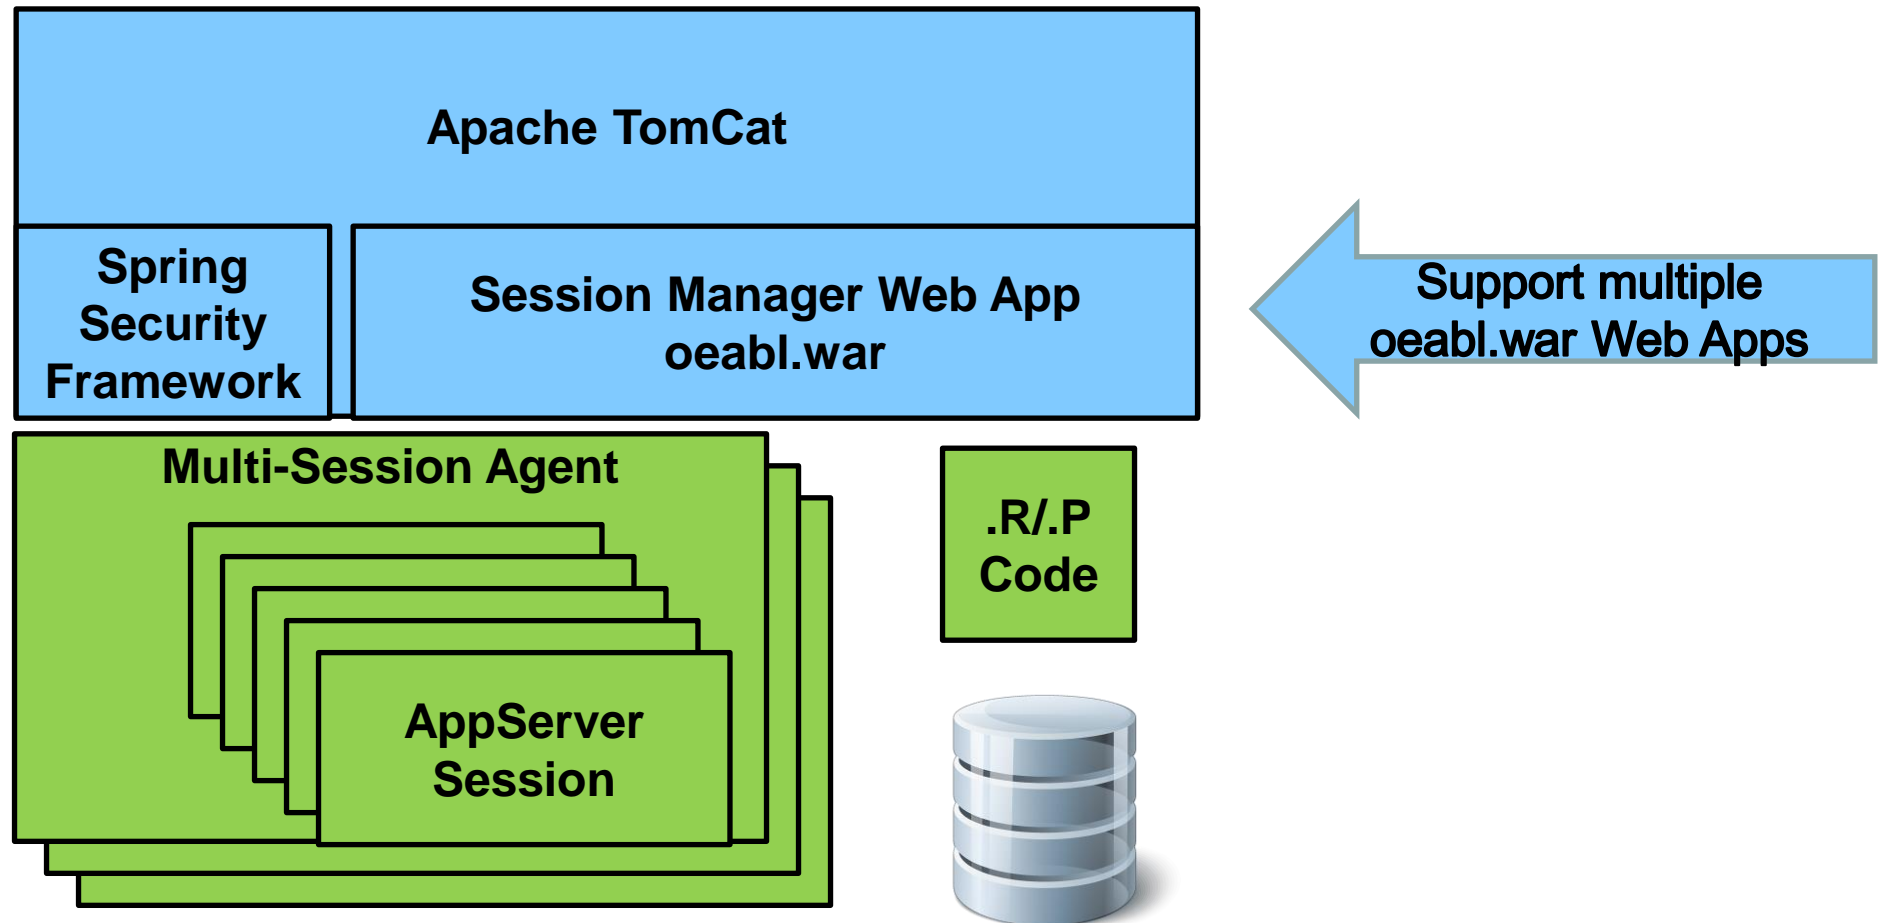 Apache TomCat
Spring
Security
Framework
Session Manager Web App
oeabl.war
Support multiple
oeabl.war Web Apps
Multi-Session Agent
AppServer
Session
.R/.P
Code